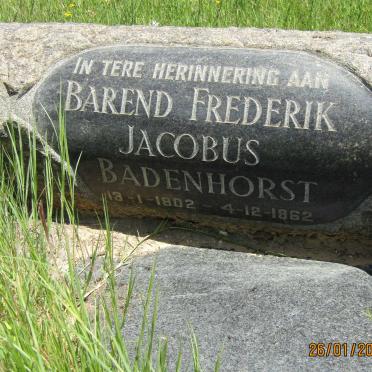 IN TERE HERINNERING AAN
BAREND FREDERIK
JACOBUS
BADENHORST
13-1-1802 - 4-12-1862
26/01/20